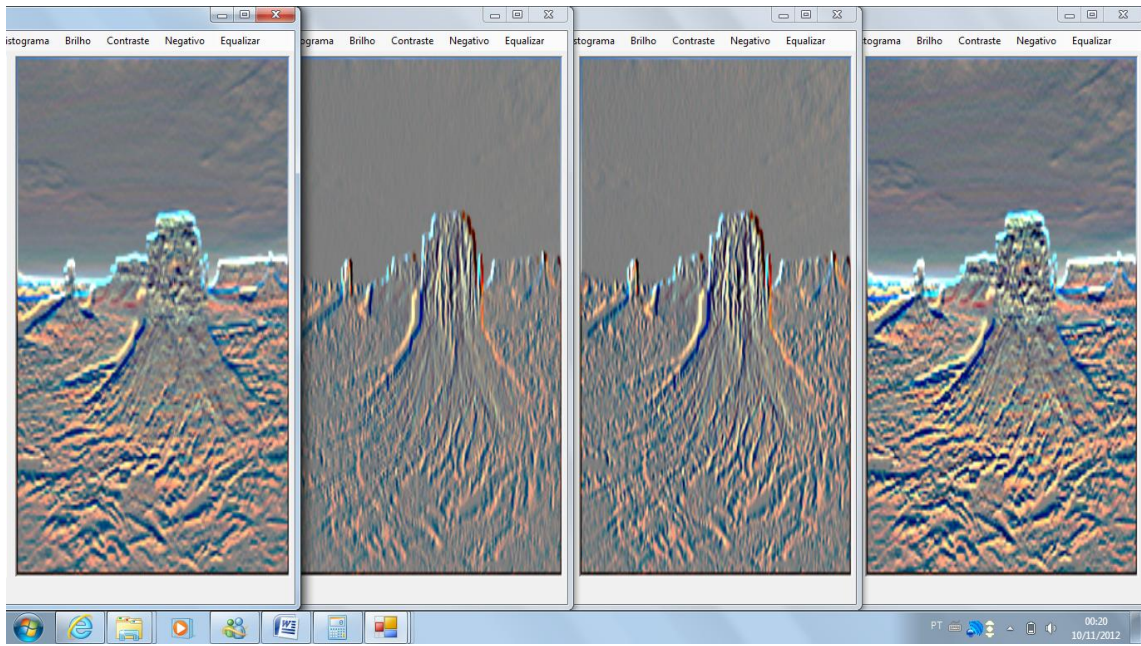 istograma Brilho Contraste Negativo Equalizar
ograma Brilho Contraste Negativo Equalizar
stograma Brilho Contraste Negativo Equalizar
tograma Brilho Contraste Negativo Equalizar
PT
00:20
10/11/2012